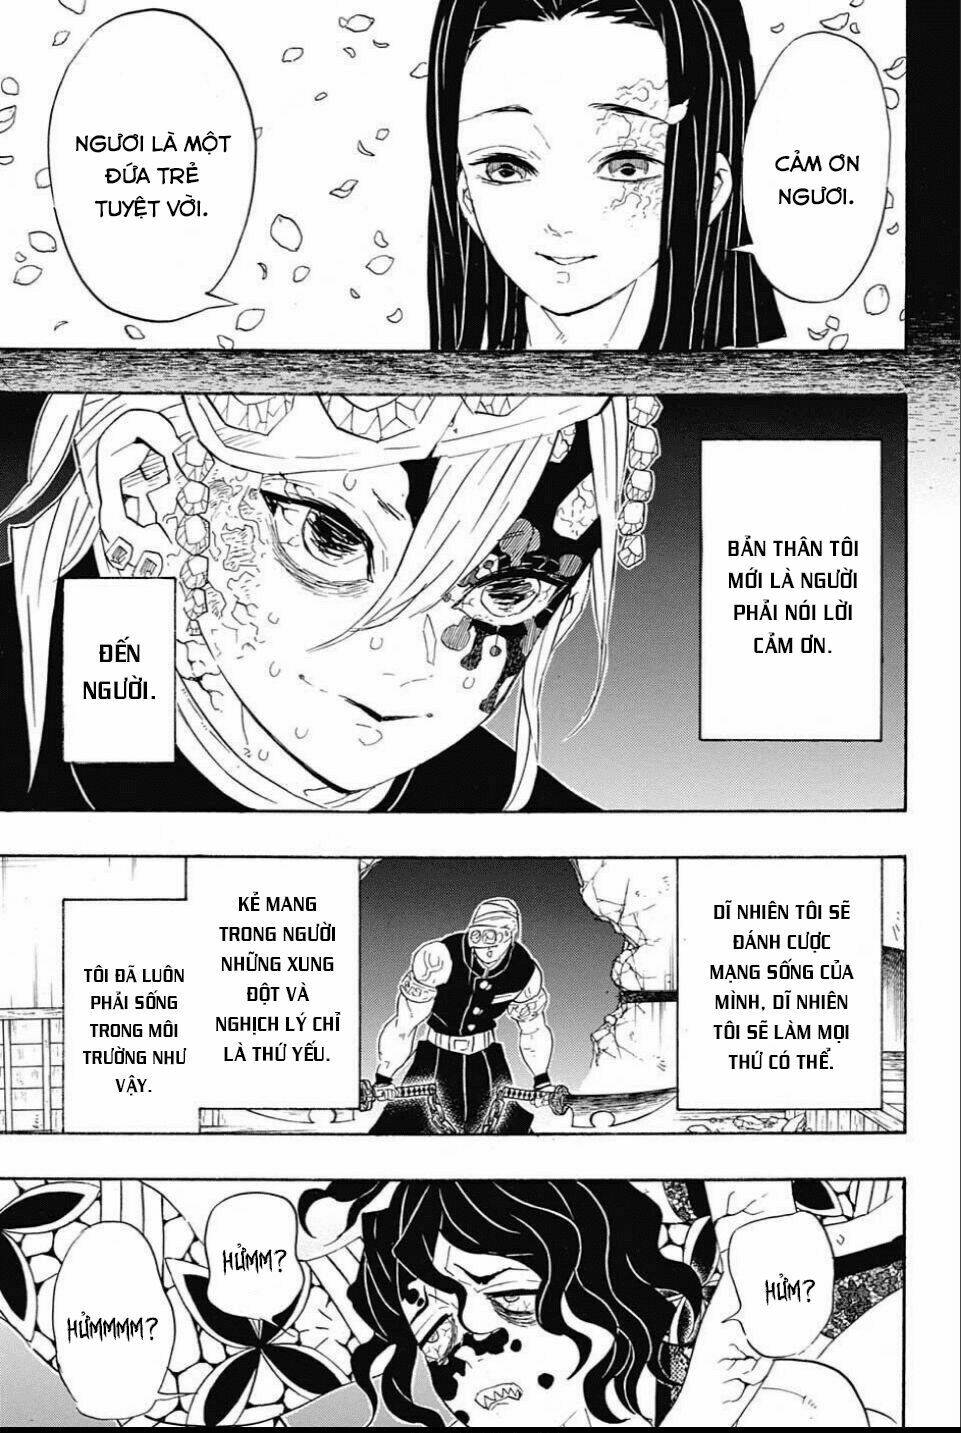 CẢM ƠN
NGƯƠI.
NGƯƠI LÀ MỘT
ĐỨA TRẺ
TUYỆT VỜI.
BẢN THÂN TÔI
MỚI LÀ NGƯỜI
PHẢI NÓI LỜI
CẢM ƠN.
ĐẾN
NGƯỜI.
DĨ NHIÊN TÔI SẼ
ĐÁNH CƯỢC
MẠNG SỐNG CỦA
MÌNH, DĨ NHIÊN
TÔI SẼ LÀM MỌI
THỨ CÓ THỂ.
KẺ MANG
TRONG NGƯỜI
NHỮNG XUNG
ĐỘT VÀ
NGHỊCH LÝ CHỈ
LÀ THỨ YẾU.
TÔI ĐÃ LUÔN
PHẢI SỐNG
TRONG MÔI
TRƯỜNG NHƯ
VẬY.
HỬM?
HỬMM?
HỬMMMM?